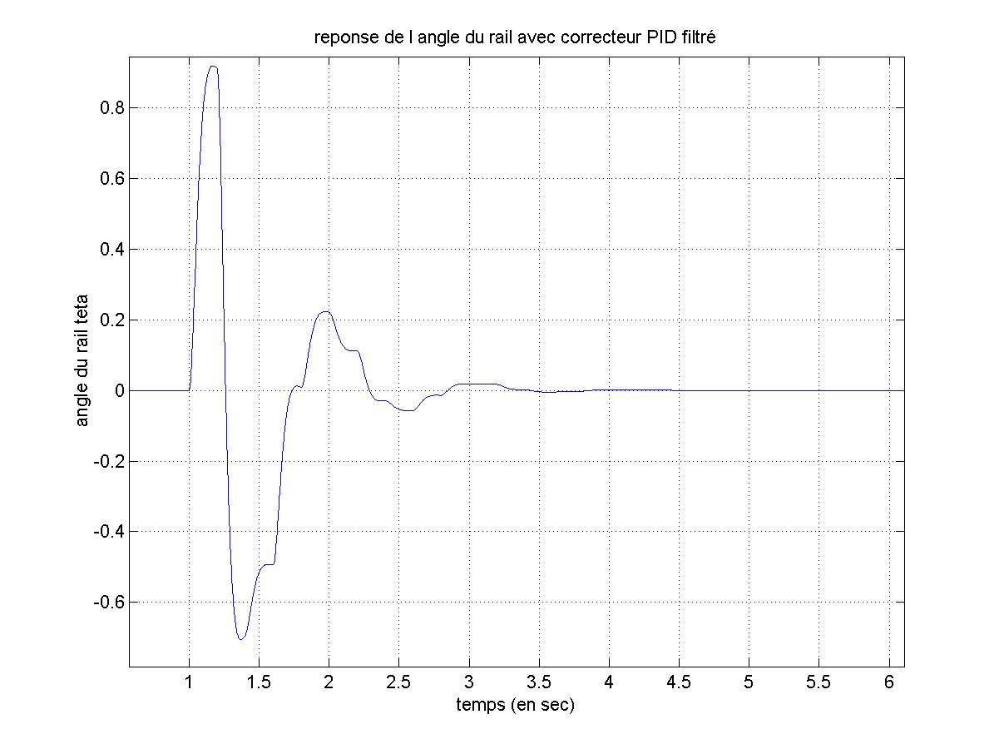 reponse de l angle du rail avec correcteur PID filtré
angle du rail teta
0.8
0.6
0.4
0.2
0
-0.2
-0.4
-0.6
1 1.5 2 2.5 3 3.5 4 4.5 5 5.5 6
temps (en sec)